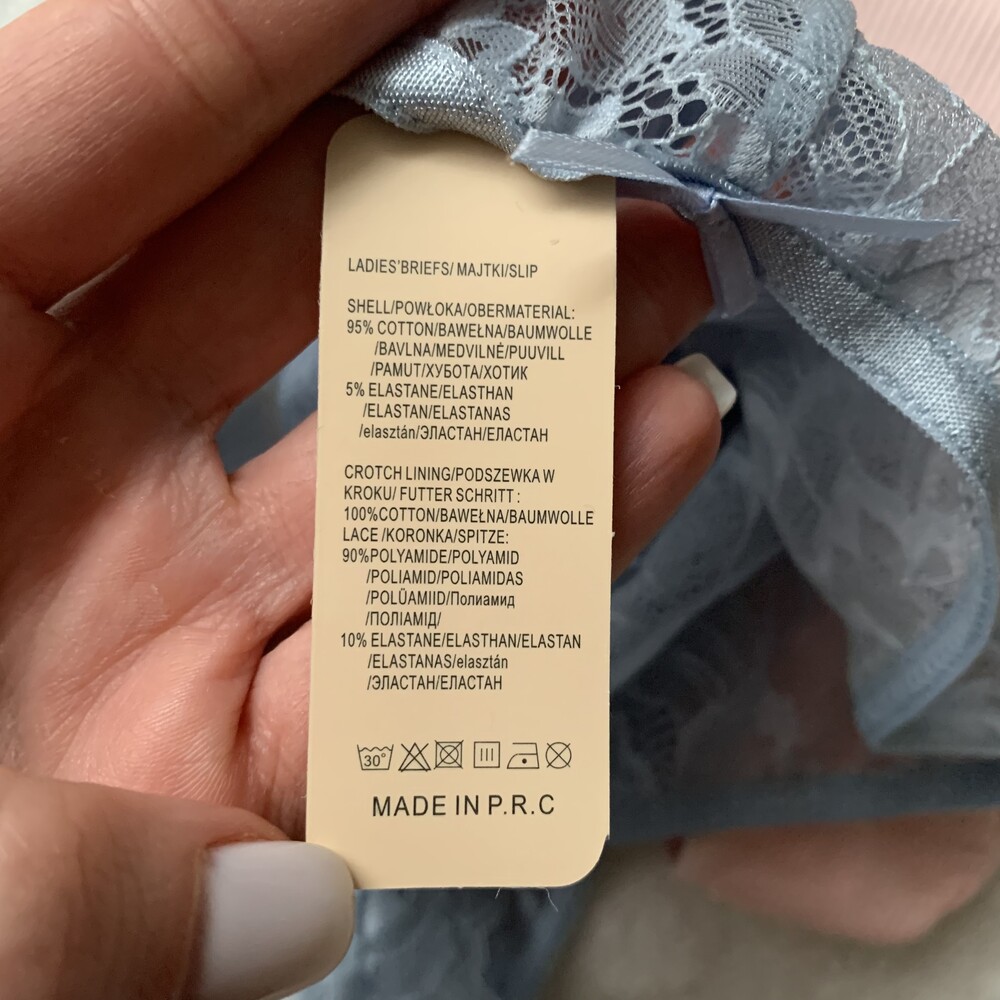 LADIES'BRIEFS/ MAJTKI/SLIP
SHELL/POWŁOKA/OBERMATERIAL:
95% COTTON/BAWEŁNA/BAUMWOLLE
/BAVLNA/MEDVILNĖ/PUUVILL
/PAMUT/ХУБОТА/ХОТИК
5% ELASTANE/ELASTHAN
/ELASTAN/ELASTANAS
/elasztán/ЭЛАСТАН/ЕЛАСТАН
CROTCH LINING/PODSZEWKA W
KROKU/ FUTTER SCHRITT :
100%COTTON/BAWEŁNA/BAUMWOLLE
LACE /KORONKA/SPITZE:
90%POLYAMIDE/POLYAMID
/POLIAMID/POLIAMIDAS
/POLÜAMIID/Полиамид
/ПОЛІАМІД/
10% ELASTANE/ELASTHAN/ELASTAN
/ELASTANAS/elasztán
/ЭЛАСТАН/ЕЛАСТАН
30°
MADE IN P.R.C